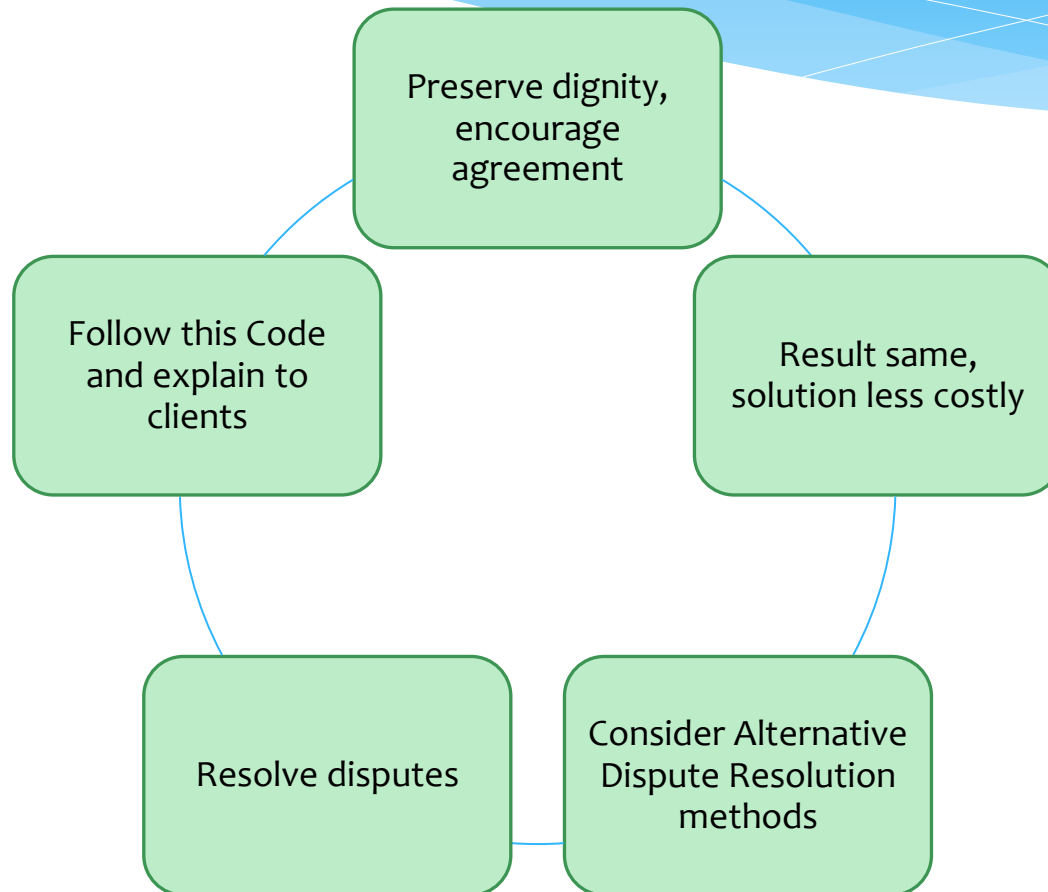 Preserve dignity,
encourage
agreement
Result same,
solution less costly
Consider Alternative
Dispute Resolution
methods
Resolve disputes
Follow this Code
and explain to
clients